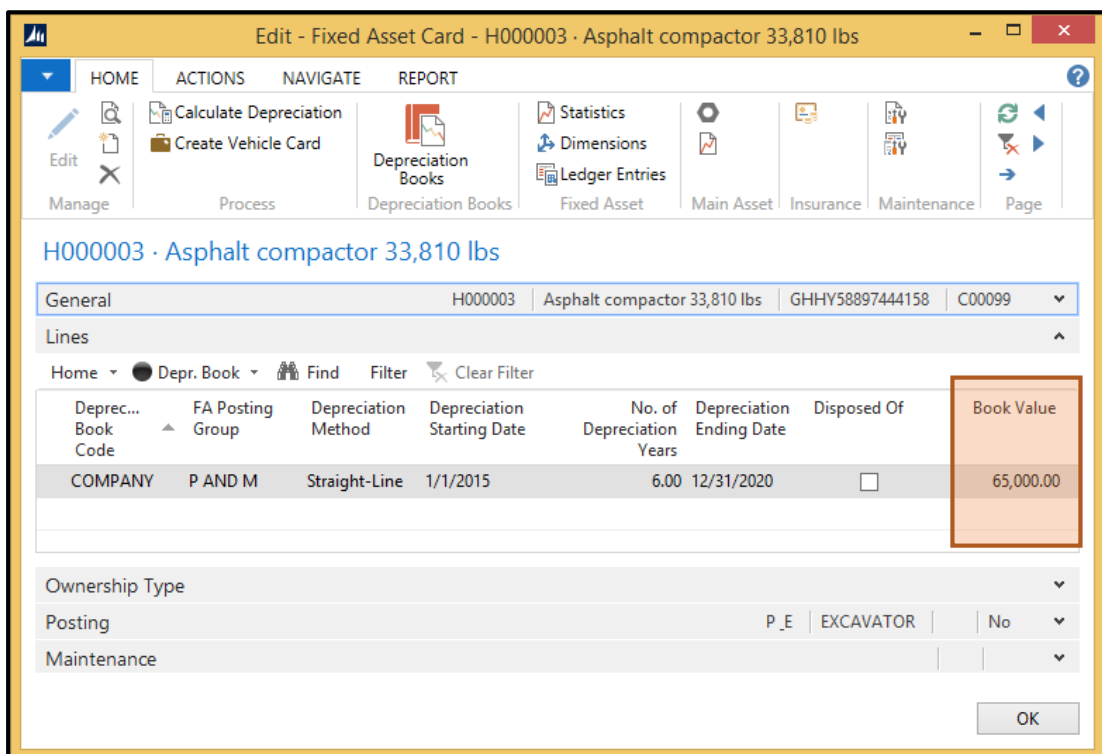 Edit - Fixed Asset Card - H000003 · Asphalt compactor 33,810 lbs
HOME ACTIONS NAVIGATE REPORT
Edit
Manage
Calculate Depreciation
Create Vehicle Card
Process
Depreciation
Books
Depreciation Books
Statistics
Dimensions
Ledger Entries
Fixed Asset
Main Asset
Insurance
Maintenance
Page
H000003 · Asphalt compactor 33,810 lbs
General H000003 Asphalt compactor 33,810 lbs GHHY58897444158 C00099
Lines
Home Depr. Book Find Filter Clear Filter
Deprec... FA Posting Depreciation Depreciation No. of Depreciation Disposed Of Book Value
Book Group Method Starting Date Depreciation Ending Date
Code Years
COMPANY P AND M Straight-Line 1/1/2015 6.00 12/31/2020 65,000.00
Ownership Type
Posting P_E EXCAVATOR No
Maintenance
OK